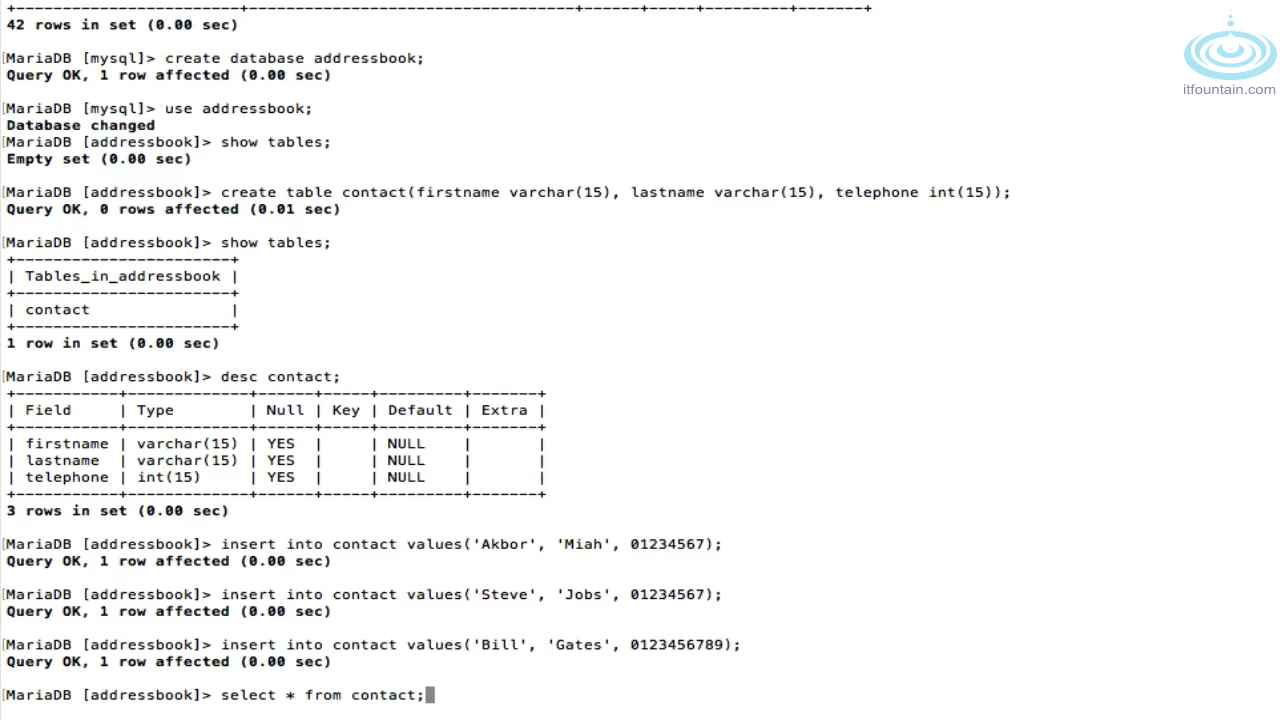 +------------------------+-----------------------------------+------+-----+---------+-------+
42 rows in set (0.00 sec)
[MariaDB [mysql]> create database addressbook;
Query OK, 1 row affected (0.00 sec)
[MariaDB [mysql]> use addressbook;
Database changed
[MariaDB [addressbook]> show tables;
Empty set (0.00 sec)
[MariaDB [addressbook]> create table contact(firstname varchar(15), lastname varchar(15), telephone int(15));
Query OK, 0 rows affected (0.01 sec)
[MariaDB [addressbook]> show tables;
+-----------------------+
| Tables_in_addressbook |
+-----------------------+
| contact               |
+-----------------------+
1 row in set (0.00 sec)
[MariaDB [addressbook]> desc contact;
+-----------+-------------+------+-----+---------+-------+
| Field     | Type        | Null | Key | Default | Extra |
+-----------+-------------+------+-----+---------+-------+
| firstname | varchar(15) | YES  |     | NULL    |       |
| lastname  | varchar(15) | YES  |     | NULL    |       |
| telephone | int(15)     | YES  |     | NULL    |       |
+-----------+-------------+------+-----+---------+-------+
3 rows in set (0.00 sec)
[MariaDB [addressbook]> insert into contact values('Akbor', 'Miah', 01234567);
Query OK, 1 row affected (0.00 sec)
[MariaDB [addressbook]> insert into contact values('Steve', 'Jobs', 01234567);
Query OK, 1 row affected (0.00 sec)
[MariaDB [addressbook]> insert into contact values('Bill', 'Gates', 0123456789);
Query OK, 1 row affected (0.00 sec)
[MariaDB [addressbook]> select * from contact;
itfountain.com